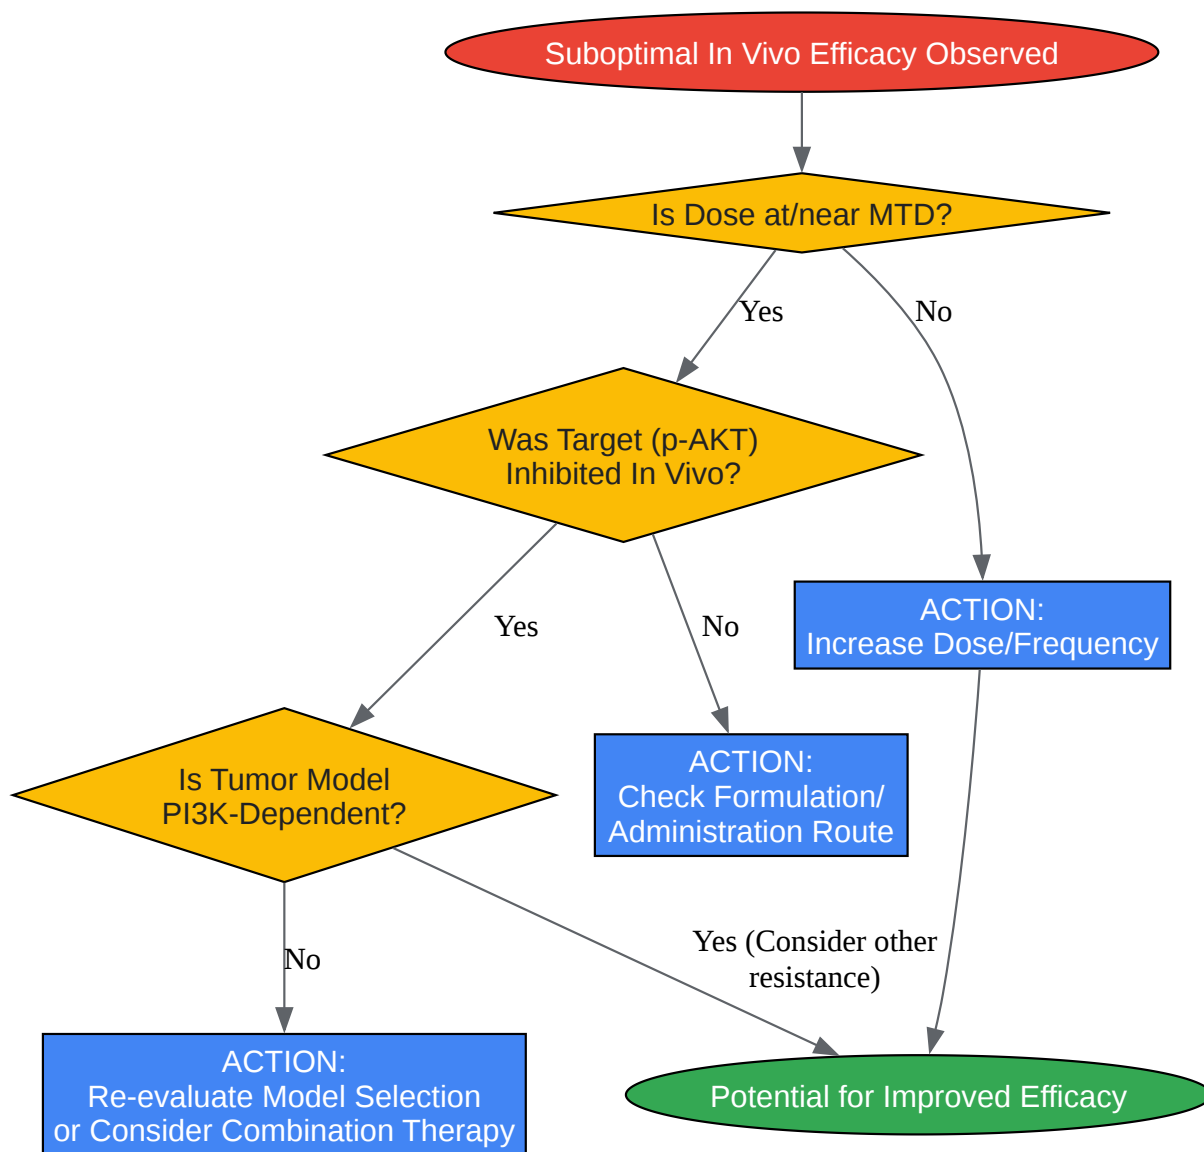 Suboptimal In Vivo Efficacy Observed
Is Dose at/near MTD?
Yes
No
Was Target (p-AKT)
Inhibited In Vivo?
ACTION:
Increase Dose/Frequency
Yes
No
ACTION:
Check Formulation/
Administration Route
Is Tumor Model
PI3K-Dependent?
No
Yes (Consider other
resistance)
ACTION:
Re-evaluate Model Selection
or Consider Combination Therapy
Potential for Improved Efficacy